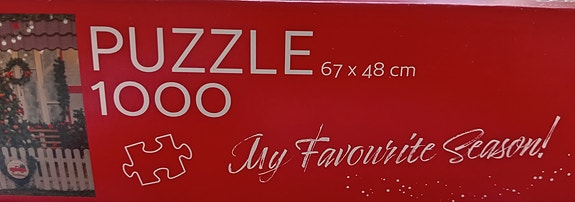 PUZZLE 67 x 48 cm
1000
My Favourite Season!